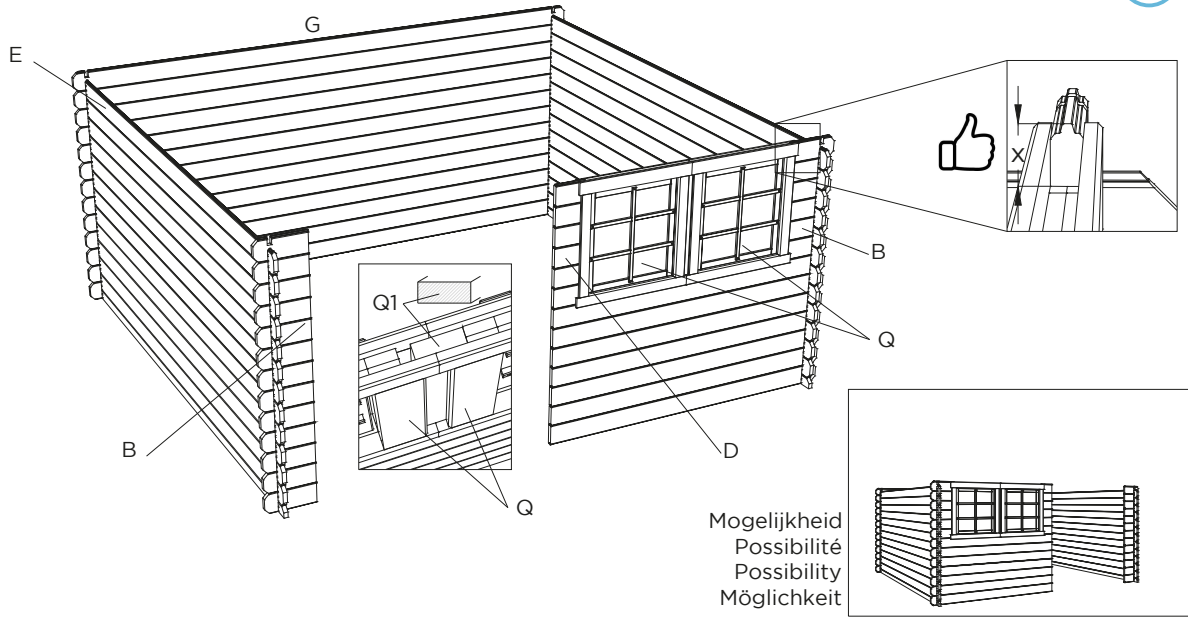 G
E
X
B
Q1
Q
D
B
Q
Mogelijkheid
Possibilité
Possibility
Möglichkeit